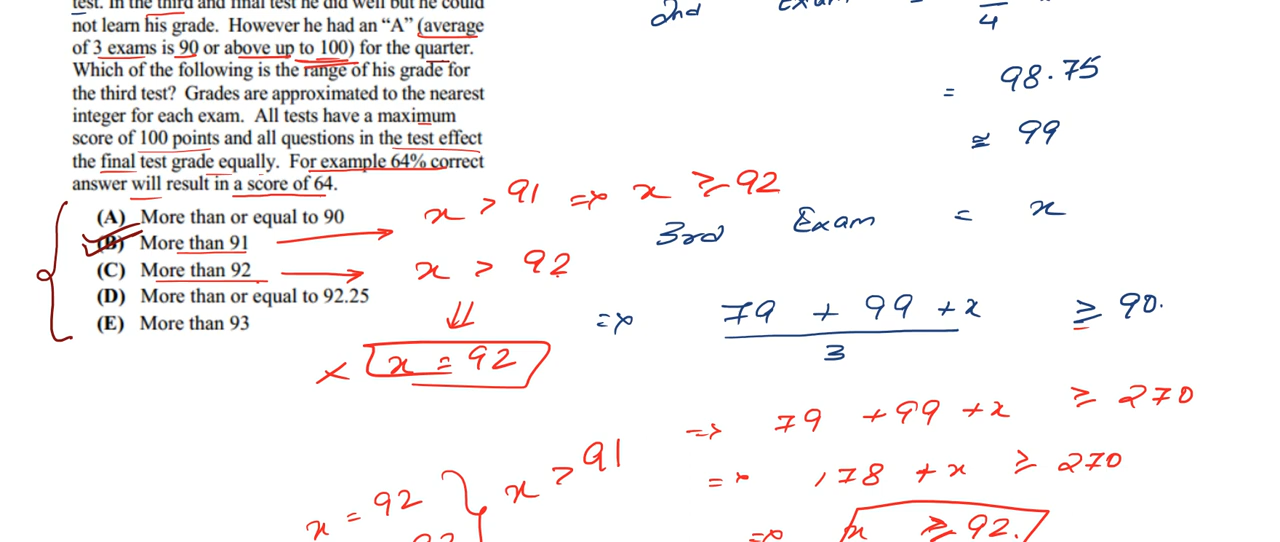 test. In the third and final test he did well but he could
not learn his grade. However he had an “A” (average
of 3 exams is 90 or above up to 100) for the quarter.
Which of the following is the range of his grade for
the third test? Grades are approximated to the nearest
integer for each exam. All tests have a maximum
score of 100 points and all questions in the test effect
the final test grade equally. For example 64% correct
answer will result in a score of 64.
(A) More than or equal to 90
(B) More than 91
(C) More than 92
(D) More than or equal to 92.25
(E) More than 93
x > 91 => x ≥ 92
x > 92
⇓
× x = 92
x = 92 } x > 91
2nd Exam =
4
= 98.75
≅ 99
3rd Exam = x
=> 79 + 99 + x ≥ 90.
3
=> 79 + 99 + x ≥ 270
=> 178 + x ≥ 270
=> x ≥ 92.